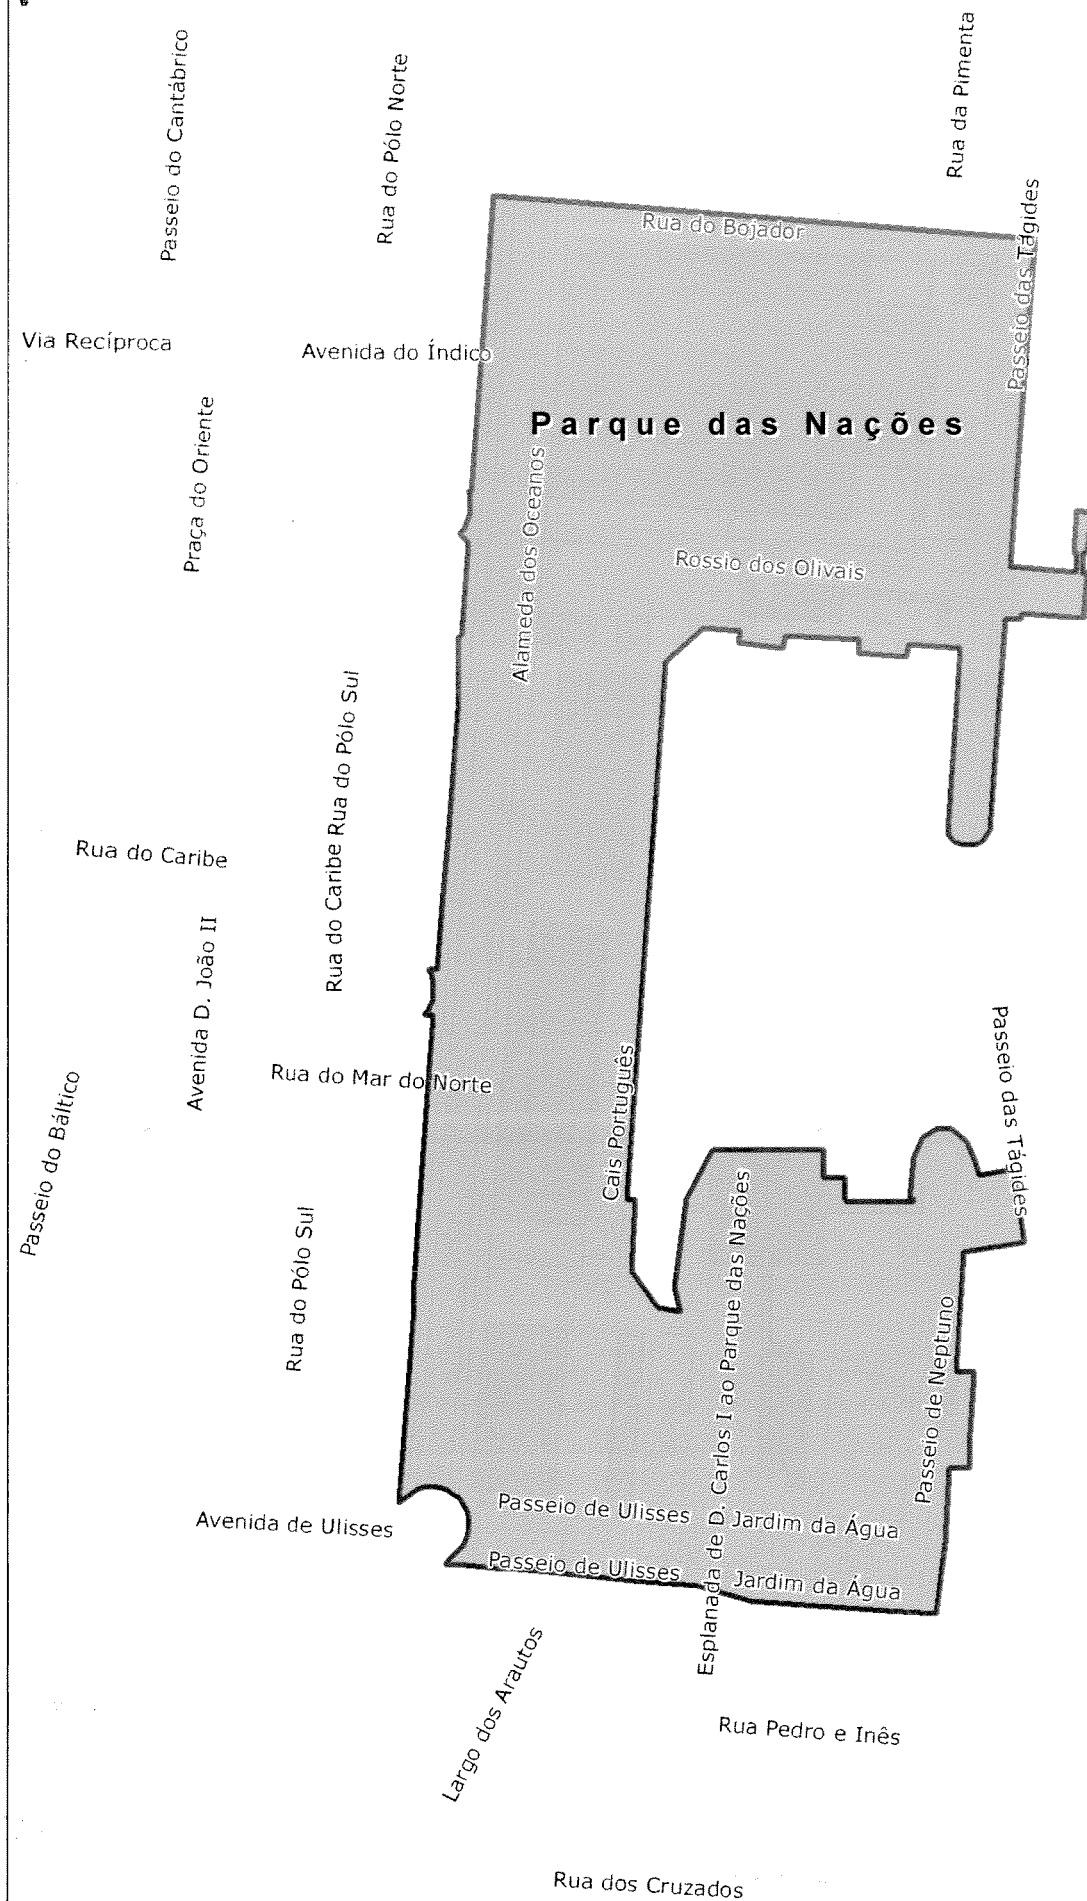 Passeio do Cantábrico
Rua do Pólo Norte
Rua da Pimenta
Rua do Bojador
Passeio das Tágides
Via Recíproca
Avenida do Índico
Parque das Nações
Praça do Oriente
Alameda dos Oceanos
Rossio dos Olivais
Rua do Pólo Sul
Rua do Caribe
Rua do Caribe
Avenida D. João II
Rua do Mar do Norte
Cais Português
Passeio das Tágides
Passeio do Báltico
Rua do Pólo Sul
Esplanada de D. Carlos I ao Parque das Nações
Passeio de Neptuno
Avenida de Ulisses
Passeio de Ulisses
Jardim da Água
Passeio de Ulisses
Jardim da Água
Largo dos Arautos
Rua Pedro e Inês
Rua dos Cruzados